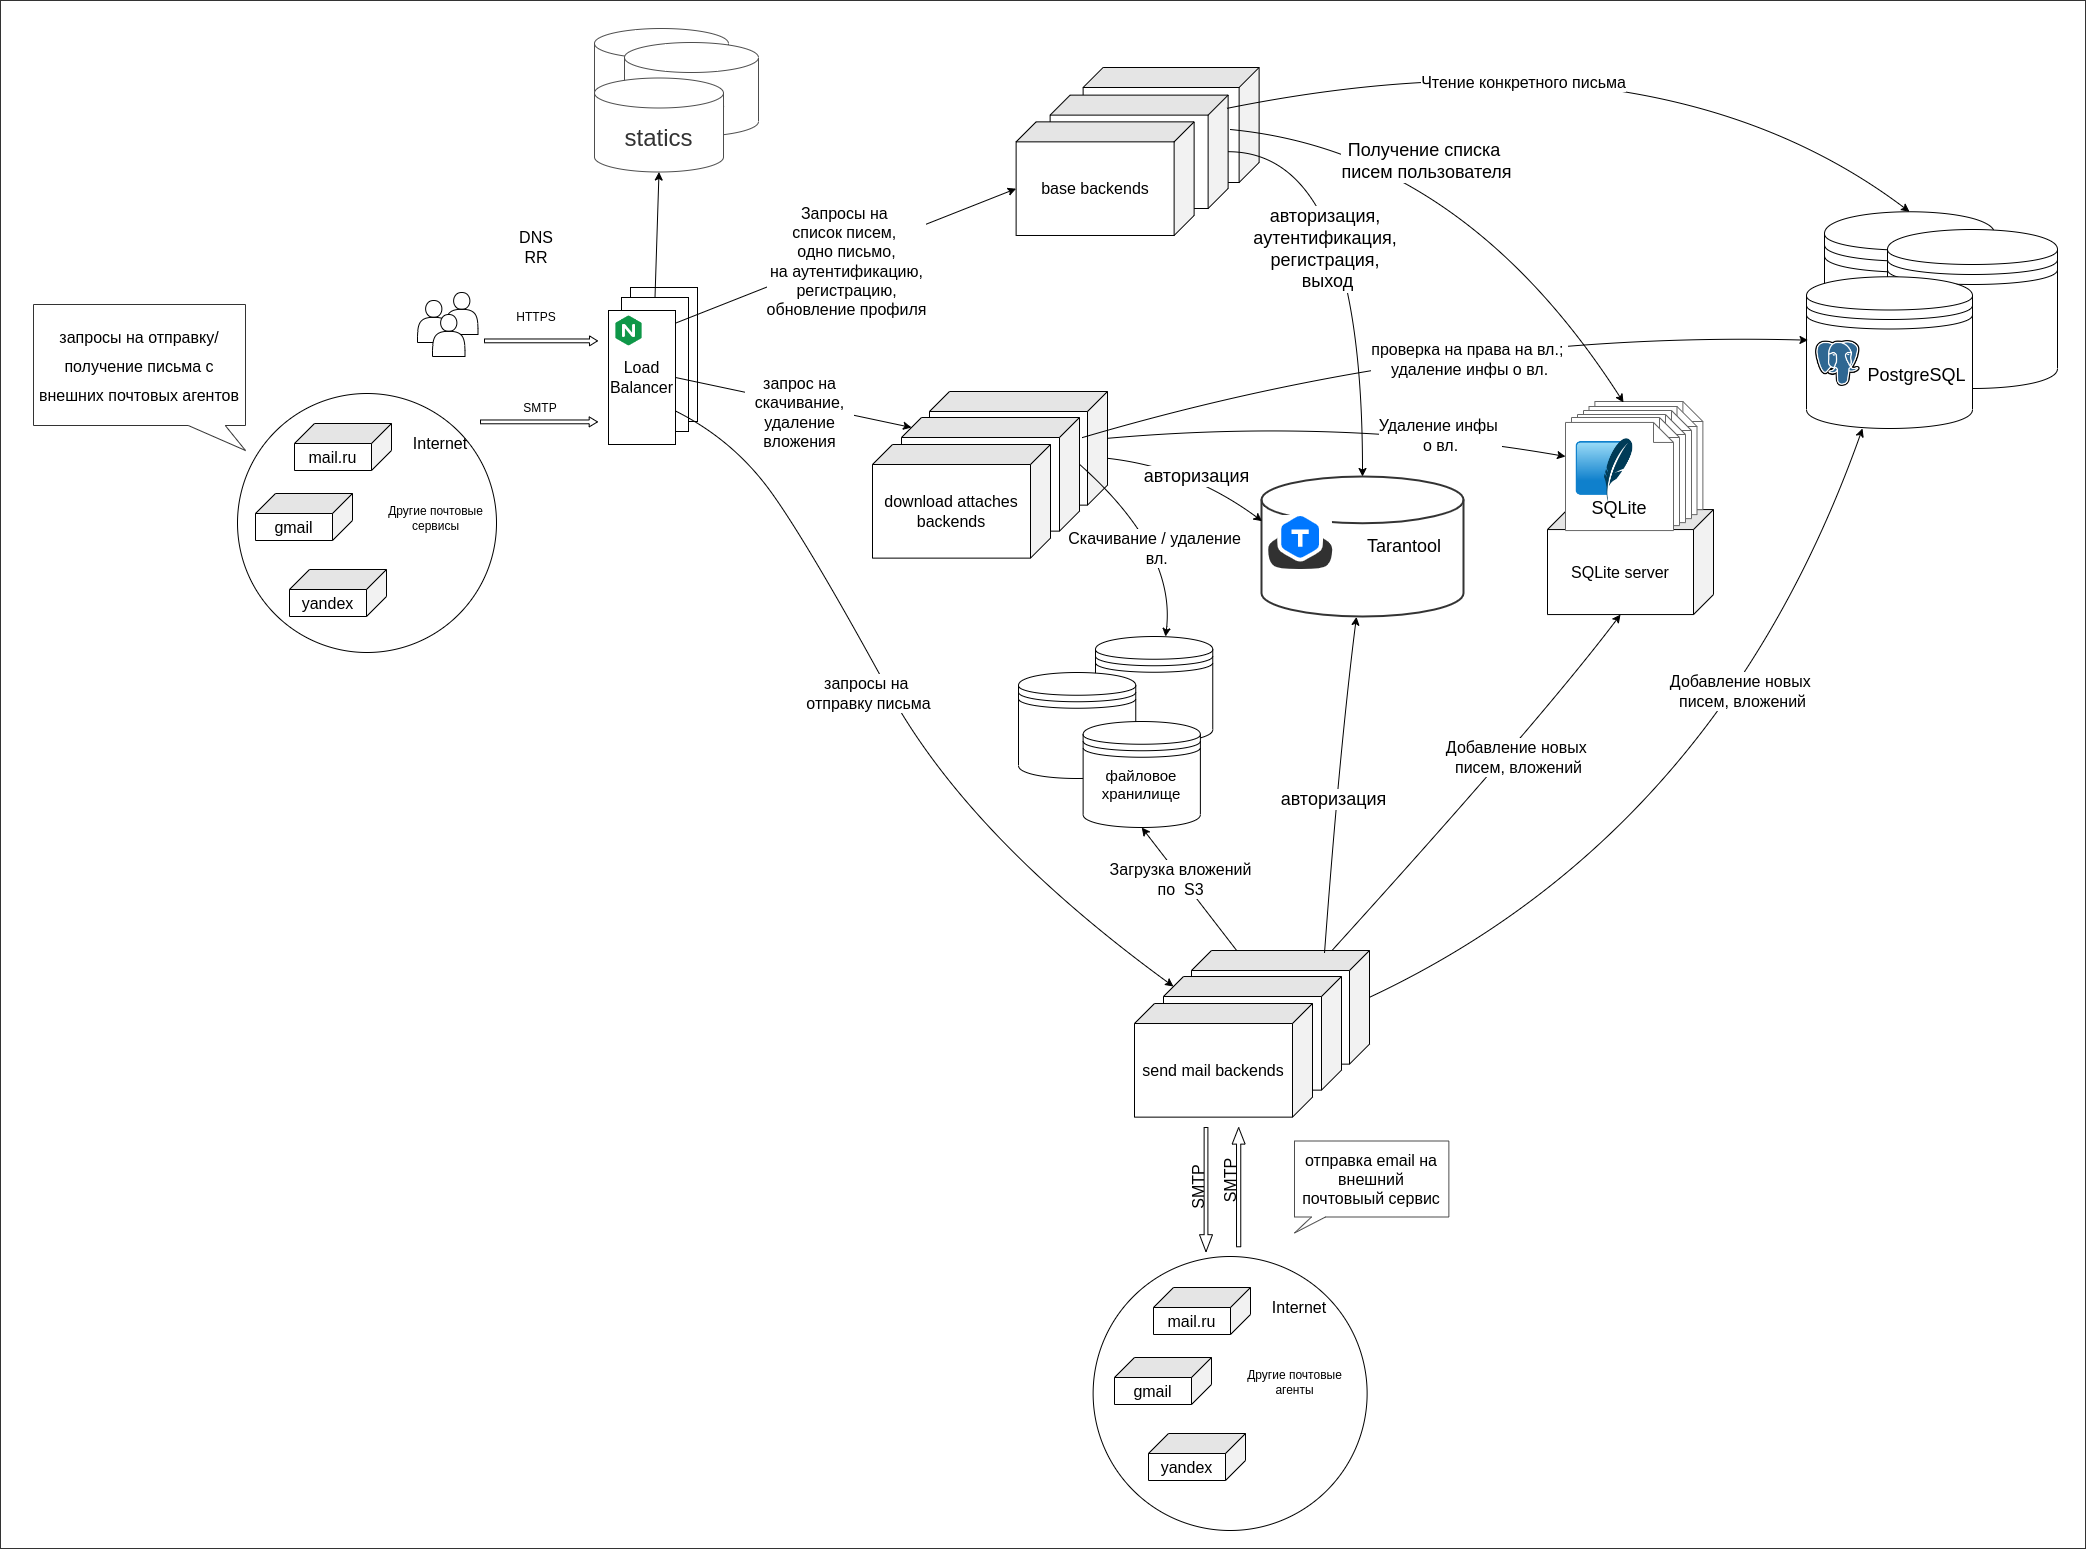 statics
DNS
RR
HTTPS
SMTP
запросы на отправку/
получение письма с
внешних почтовых агентов
Internet
mail.ru
gmail
Другие почтовые
сервисы
yandex
Load
Balancer
Запросы на
список писем,
одно письмо,
на аутентификацию,
регистрацию,
обновление профиля
запрос на
скачивание,
удаление
вложения
запросы на
отправку письма
base backends
Чтение конкретного письма
Получение списка
писем пользователя
авторизация,
аутентификация,
регистрация,
выход
download attaches
backends
проверка на права на вл.;
удаление инфы о вл.
Удаление инфы
о вл.
авторизация
Скачивание / удаление
вл.
Tarantool
SQLite
SQLite server
PostgreSQL
файловое
хранилище
Загрузка вложений
по S3
авторизация
Добавление новых
писем, вложений
Добавление новых
писем, вложений
send mail backends
SMTP
SMTP
отправка email на
внешний
почтовыый сервис
Internet
mail.ru
gmail
Другие почтовые
агенты
yandex